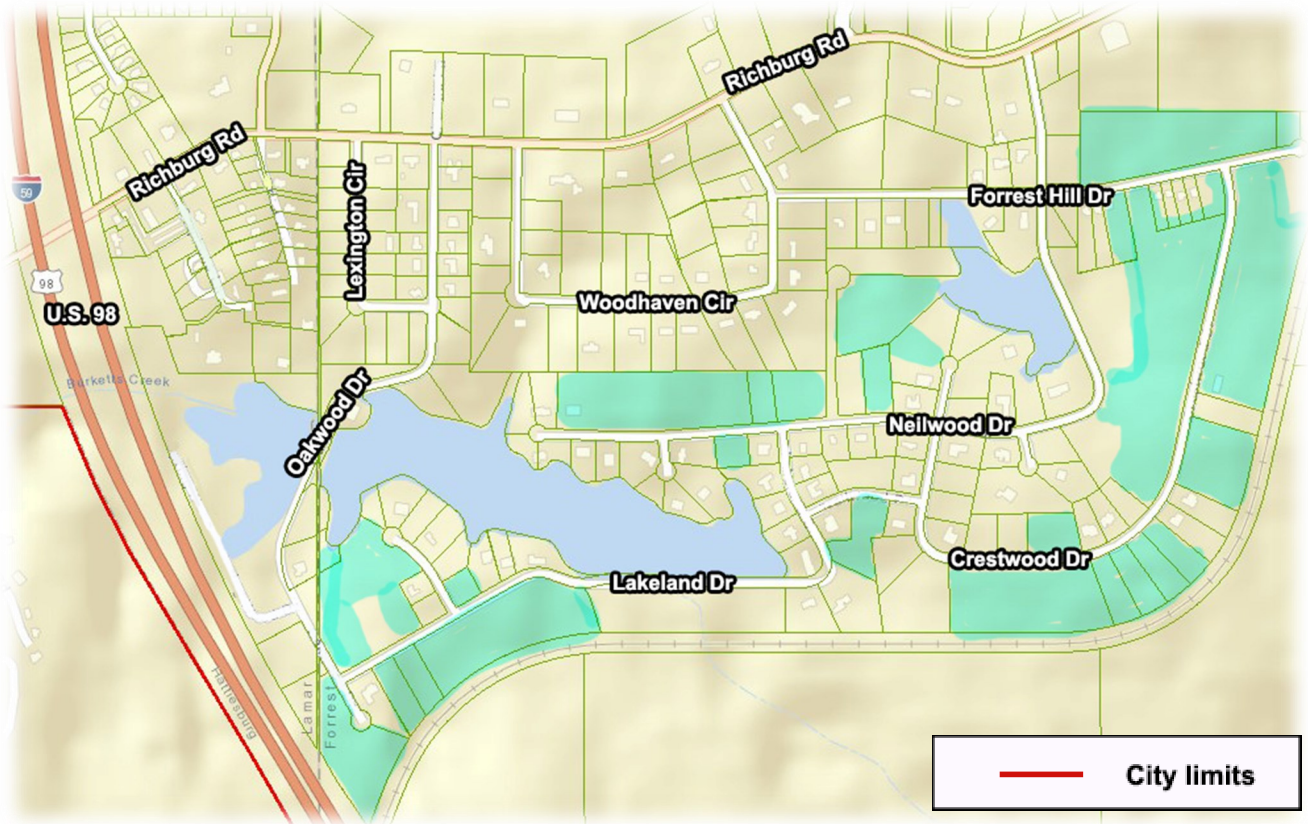 Richburg Rd
Richburg Rd
59
Lexington Cir
Forrest Hill Dr
98
U.S. 98
Woodhaven Cir
Burketts Creek
Oakwood Dr
Neilwood Dr
Crestwood Dr
Lakeland Dr
Hattiesburg
Lamar
Forrest
City limits